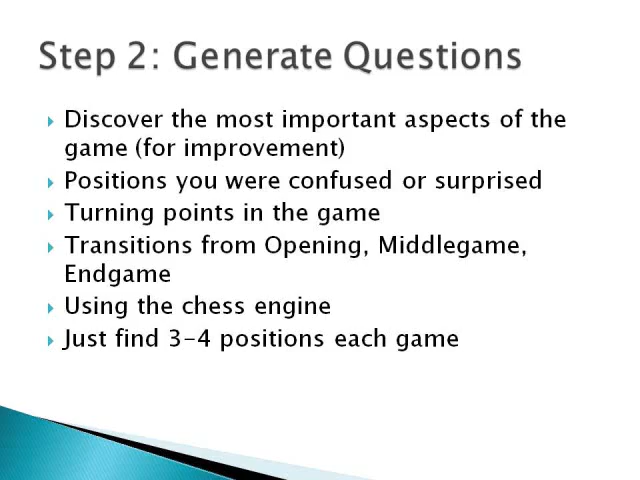 Step 2: Generate Questions
Discover the most important aspects of the
game (for improvement)
Positions you were confused or surprised
Turning points in the game
Transitions from Opening, Middlegame,
Endgame
Using the chess engine
Just find 3-4 positions each game